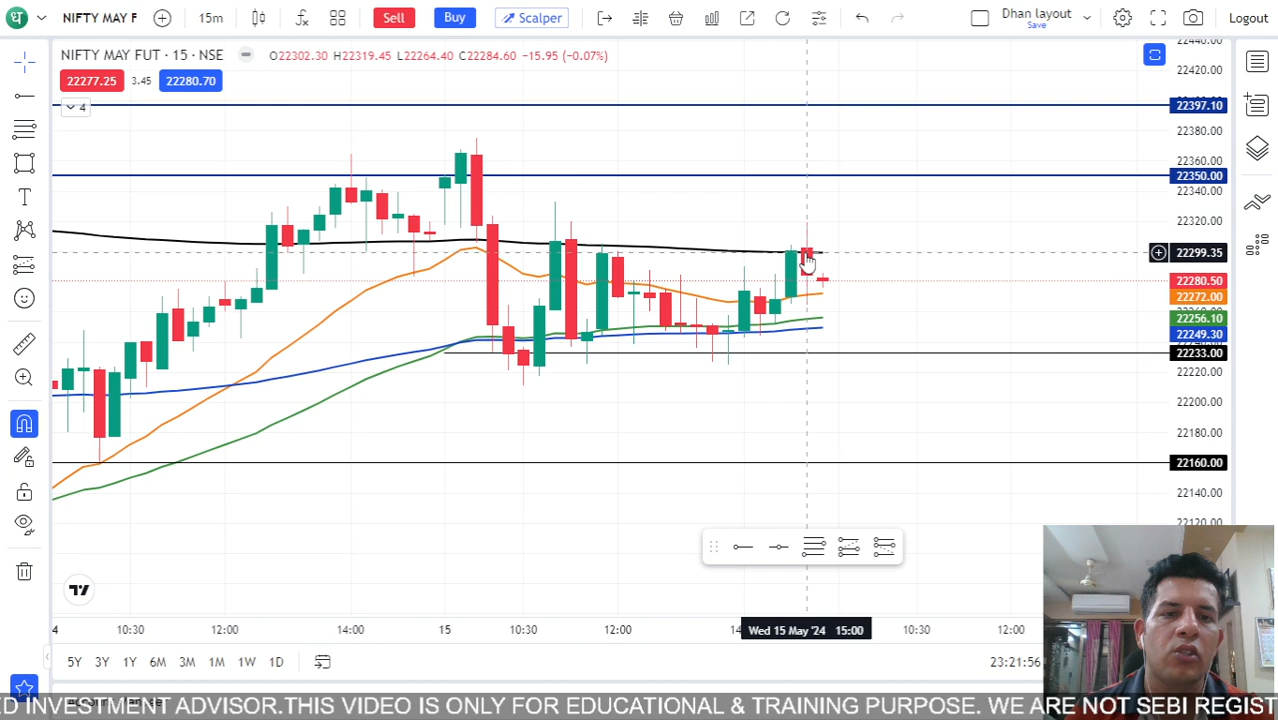 ध
15m
Sell
Buy
Scalper
Dhan layout
Save
Logout
NIFTY MAY FUT · 15 · NSE
O22302.30 H22319.45 L22264.40 C22284.60 −15.95 (−0.07%)
22277.25
3.45
22280.70
4
22440.00
22420.00
22397.10
22380.00
22360.00
22350.00
22340.00
22320.00
22299.35
22280.50
22272.00
22256.10
22249.30
22233.00
22220.00
22200.00
22180.00
22160.00
22140.00
22120.00
4
10:30
12:00
14:00
15
10:30
12:00
Wed 15 May '24 15:00
10:30
12:00
5Y
3Y
1Y
6M
3M
1M
1W
1D
23:21:56
ED INVESTMENT ADVISOR.THIS VIDEO IS ONLY FOR EDUCATIONAL & TRAINING PURPOSE. WE ARE NOT SEBI REGIST